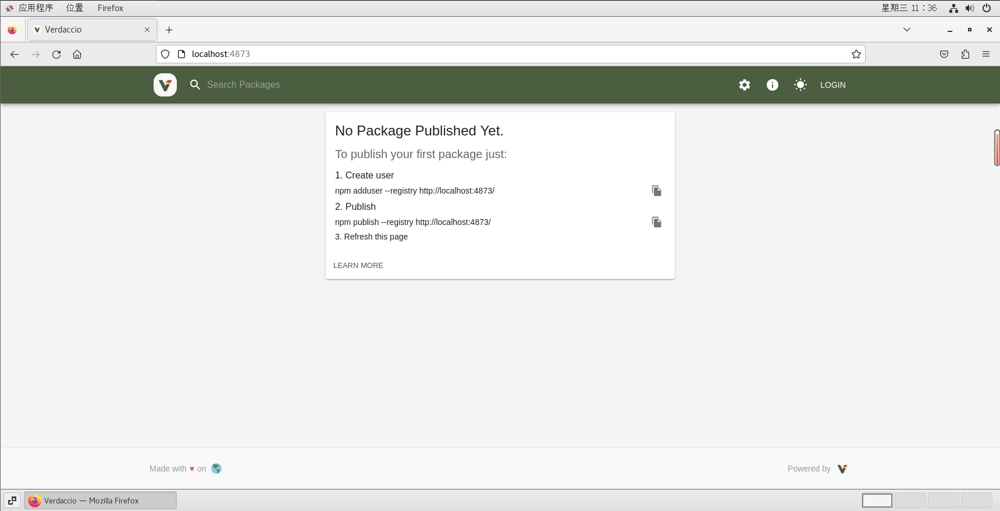 应用程序 位置 Firefox 星期三 11：36
Verdaccio
localhost:4873
Search Packages LOGIN
No Package Published Yet.
To publish your first package just:
1. Create user
npm adduser --registry http://localhost:4873/
2. Publish
npm publish --registry http://localhost:4873/
3. Refresh this page
LEARN MORE
Made with ♥ on Powered by
Verdaccio — Mozilla Firefox